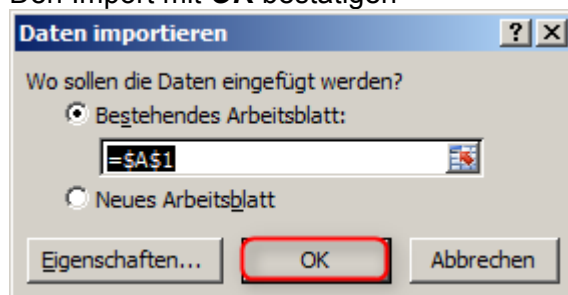 Den Import mit OK bestätigen
Daten importieren
Wo sollen die Daten eingefügt werden?
Bestehendes Arbeitsblatt:
=$A$1
Neues Arbeitsblatt
Eigenschaften... OK Abbrechen